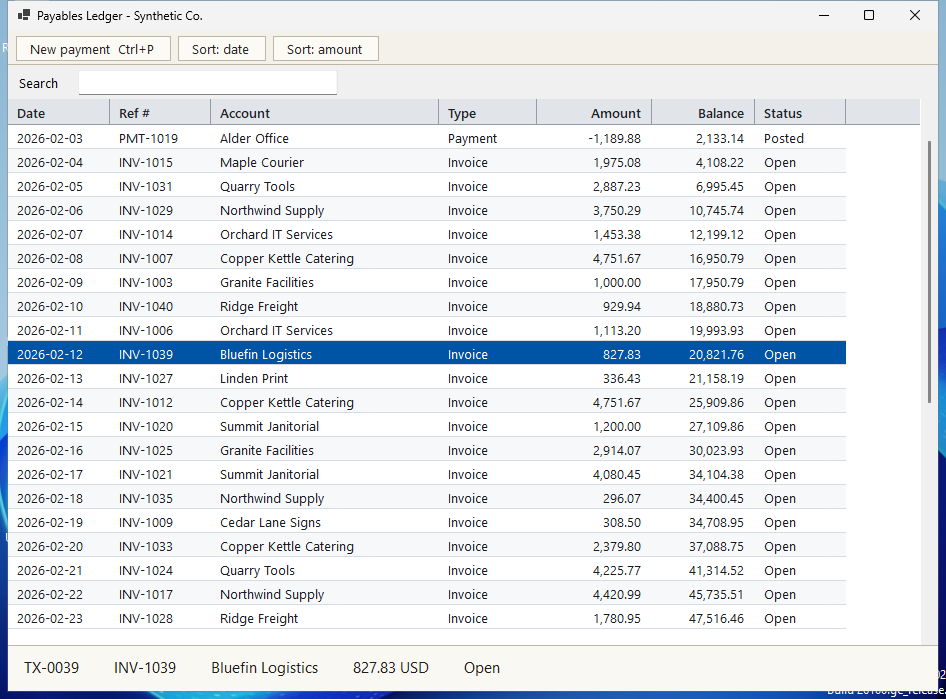 Payables Ledger - Synthetic Co.
New payment Ctrl+P Sort: date Sort: amount
Search
Date Ref # Account Type Amount Balance Status
2026-02-03 PMT-1019 Alder Office Payment -1,189.88 2,133.14 Posted
2026-02-04 INV-1015 Maple Courier Invoice 1,975.08 4,108.22 Open
2026-02-05 INV-1031 Quarry Tools Invoice 2,887.23 6,995.45 Open
2026-02-06 INV-1029 Northwind Supply Invoice 3,750.29 10,745.74 Open
2026-02-07 INV-1014 Orchard IT Services Invoice 1,453.38 12,199.12 Open
2026-02-08 INV-1007 Copper Kettle Catering Invoice 4,751.67 16,950.79 Open
2026-02-09 INV-1003 Granite Facilities Invoice 1,000.00 17,950.79 Open
2026-02-10 INV-1040 Ridge Freight Invoice 929.94 18,880.73 Open
2026-02-11 INV-1006 Orchard IT Services Invoice 1,113.20 19,993.93 Open
2026-02-12 INV-1039 Bluefin Logistics Invoice 827.83 20,821.76 Open
2026-02-13 INV-1027 Linden Print Invoice 336.43 21,158.19 Open
2026-02-14 INV-1012 Copper Kettle Catering Invoice 4,751.67 25,909.86 Open
2026-02-15 INV-1020 Summit Janitorial Invoice 1,200.00 27,109.86 Open
2026-02-16 INV-1025 Granite Facilities Invoice 2,914.07 30,023.93 Open
2026-02-17 INV-1021 Summit Janitorial Invoice 4,080.45 34,104.38 Open
2026-02-18 INV-1035 Northwind Supply Invoice 296.07 34,400.45 Open
2026-02-19 INV-1009 Cedar Lane Signs Invoice 308.50 34,708.95 Open
2026-02-20 INV-1033 Copper Kettle Catering Invoice 2,379.80 37,088.75 Open
2026-02-21 INV-1024 Quarry Tools Invoice 4,225.77 41,314.52 Open
2026-02-22 INV-1017 Northwind Supply Invoice 4,420.99 45,735.51 Open
2026-02-23 INV-1028 Ridge Freight Invoice 1,780.95 47,516.46 Open
TX-0039 INV-1039 Bluefin Logistics 827.83 USD Open